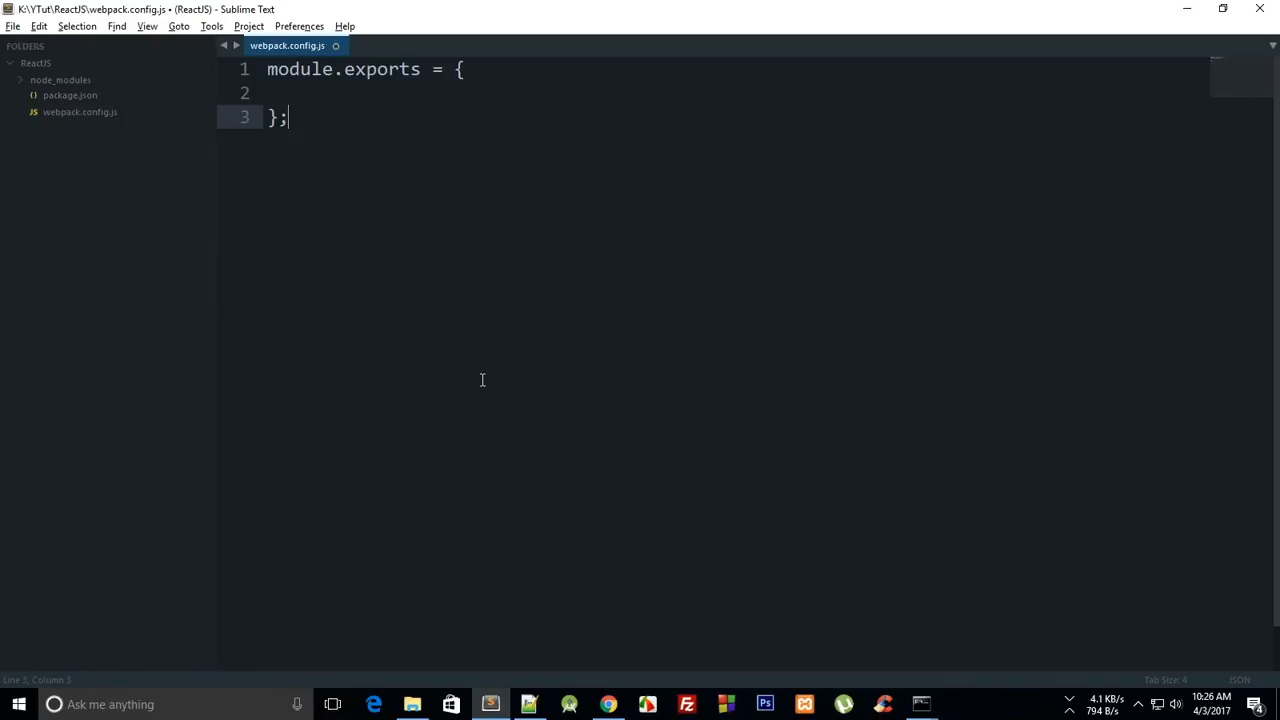 K:\YTut\ReactJS\webpack.config.js • (ReactJS) - Sublime Text
File Edit Selection Find View Goto Tools Project Preferences Help
FOLDERS
ReactJS
node_modules
{} package.json
JS webpack.config.js
webpack.config.js
1 module.exports = {
2
3 };
Line 3, Column 3
Tab Size: 4
JSON
Ask me anything
4.1 KB/s
794 B/s
10:26 AM
4/3/2017
4